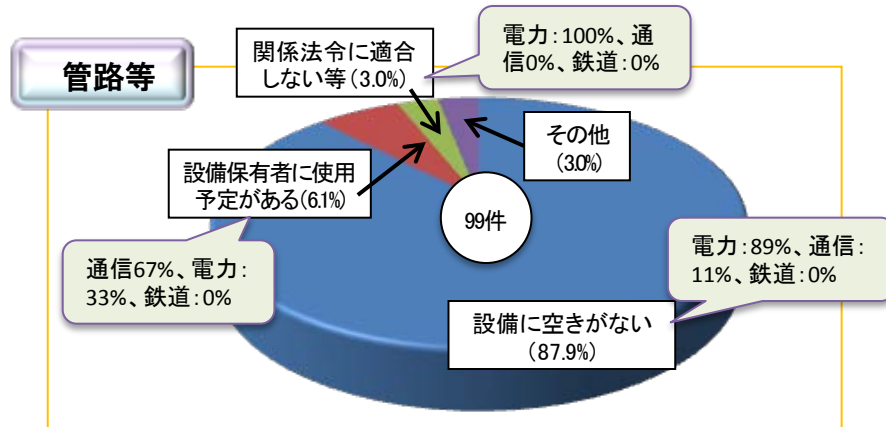 管路等
関係法令に適合
しない等(3.0%)
電力:100%、通
信0%、鉄道:0%
その他
(3.0%)
設備保有者に使用
予定がある(6.1%)
99件
通信67%、電力:
33%、鉄道:0%
電力:89%、通信:
11%、鉄道:0%
設備に空きがない
(87.9%)